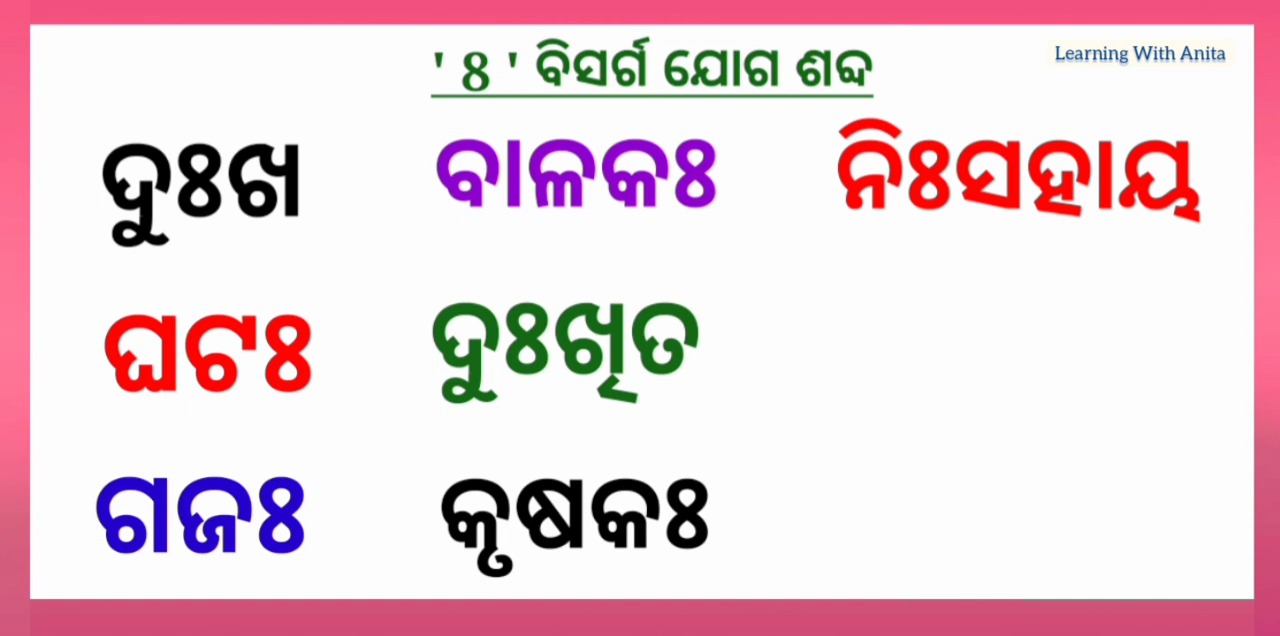 ' ଃ ' ବିସର୍ଗ ଯୋଗ ଶବ୍ଦ
Learning With Anita
ଦୁଃଖ ବାଳକଃ ନିଃସହାୟ
ଘଟଃ ଦୁଃଖିତ
ଗଜଃ କୃଷକଃ